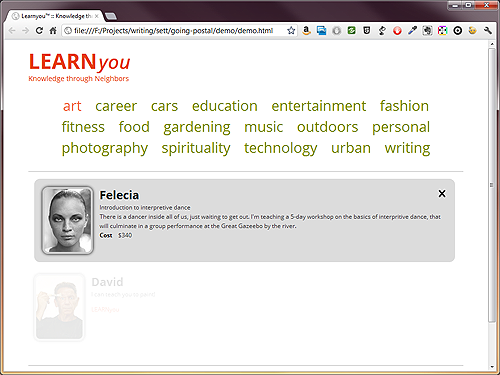 Learnyou™ :: Knowledge th
file:///F:/Projects/writing/sett/going-postal/demo/demo.html
LEARNyou
Knowledge through Neighbors
art career cars education entertainment fashion
fitness food gardening music outdoors personal
photography spirituality technology urban writing
Felecia
Introduction to interpretive dance
There is a dancer inside all of us, just waiting to get out. I'm teaching a 5-day workshop on the basics of interpritive dance, that
will culminate in a group performance at the Great Gazeebo by the river.
Cost $340
David